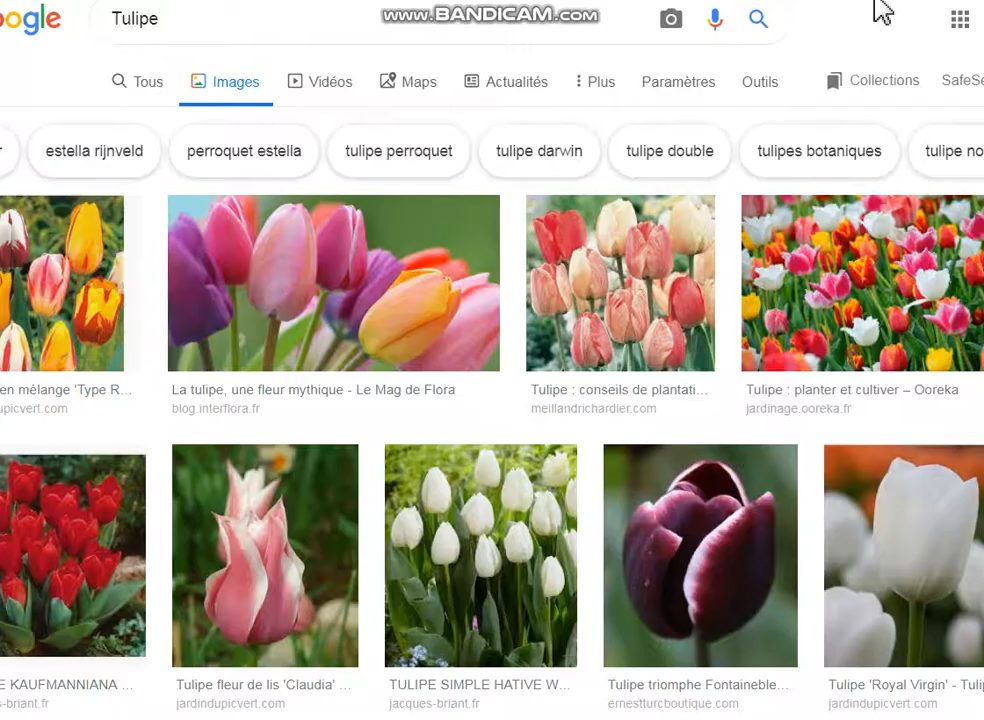 ogle
Tulipe
www.BANDICAM.com
Tous
Images
Vidéos
Maps
Actualités
Plus
Paramètres
Outils
Collections
SafeSe
r
estella rijnveld
perroquet estella
tulipe perroquet
tulipe darwin
tulipe double
tulipes botaniques
tulipe no
en mélange 'Type R...
upicvert.com
La tulipe, une fleur mythique - Le Mag de Flora
blog.interflora.fr
Tulipe : conseils de plantati...
meillandrichardier.com
Tulipe : planter et cultiver – Ooreka
jardinage.ooreka.fr
E KAUFMANNIANA ...
s-briant.fr
Tulipe fleur de lis 'Claudia' ...
jardindupicvert.com
TULIPE SIMPLE HATIVE W...
jacques-briant.fr
Tulipe triomphe Fontaineble...
ernestturcboutique.com
Tulipe 'Royal Virgin' - Tuli
jardindupicvert.com